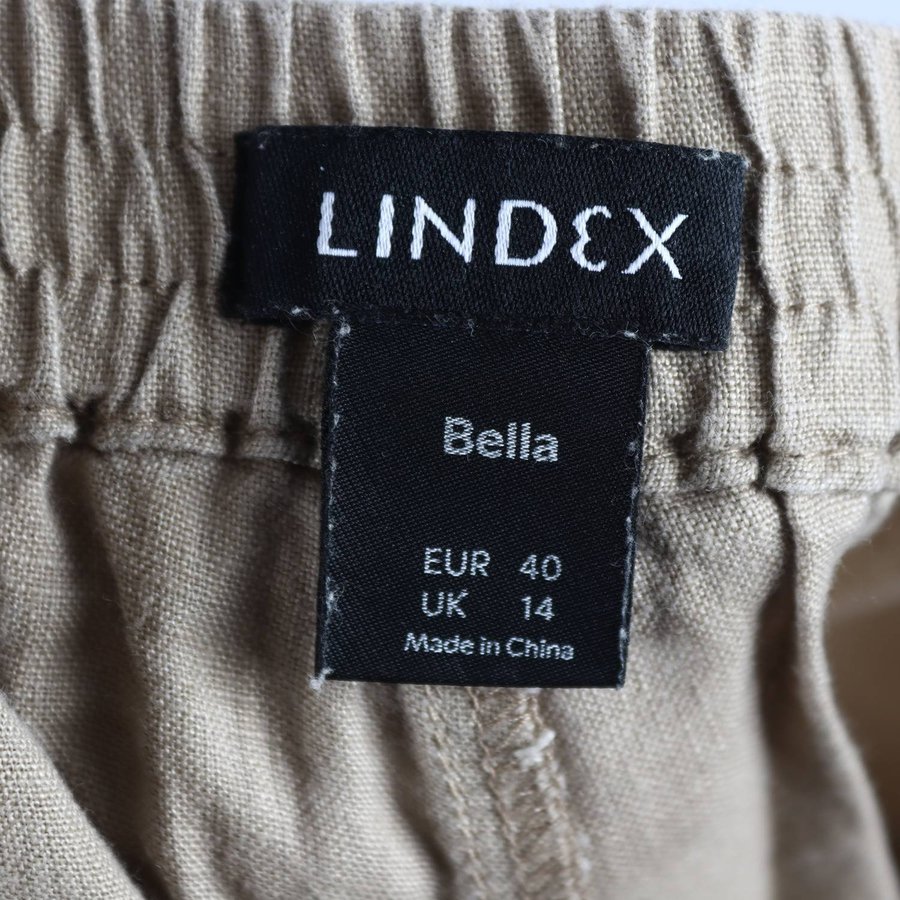 LINDEX
Bella
EUR 40
UK 14
Made in China